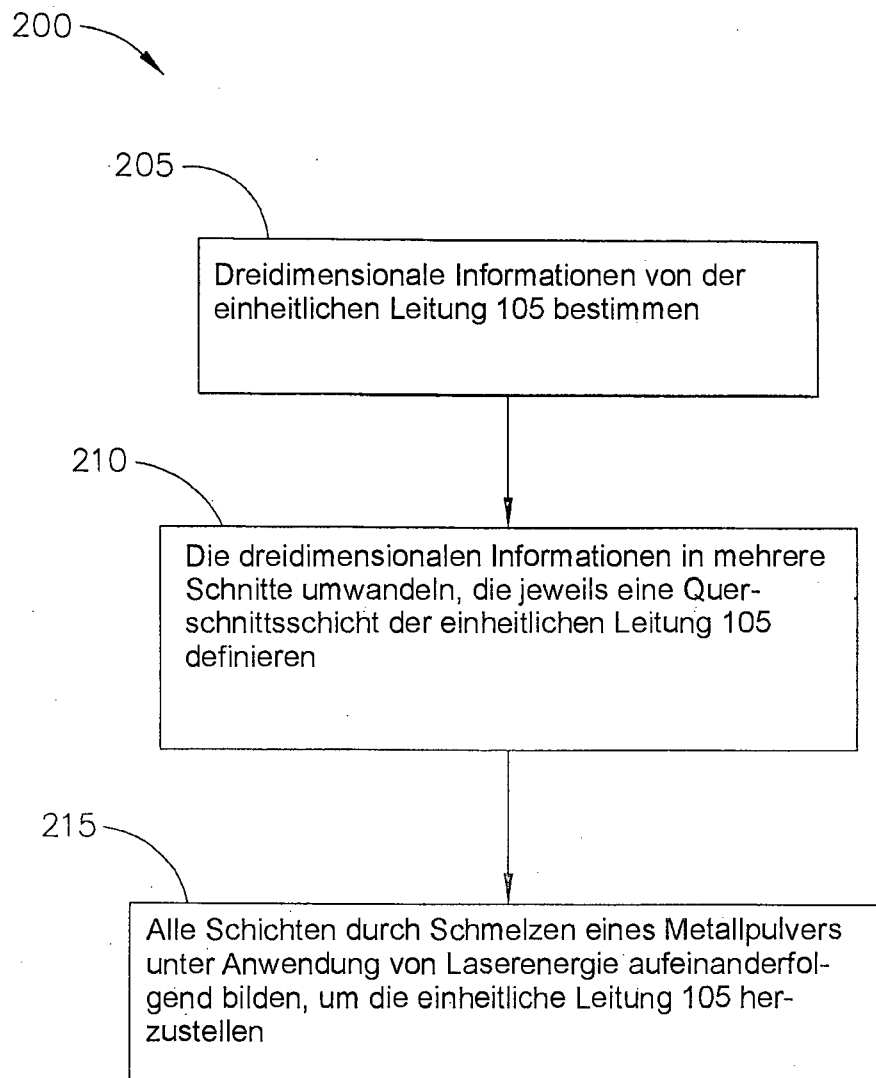 200
205
Dreidimensionale Informationen von der
einheitlichen Leitung 105 bestimmen
210
Die dreidimensionalen Informationen in mehrere
Schnitte umwandeln, die jeweils eine Quer-
schnittsschicht der einheitlichen Leitung 105
definieren
215
Alle Schichten durch Schmelzen eines Metallpulvers
unter Anwendung von Laserenergie aufeinanderfol-
gend bilden, um die einheitliche Leitung 105 her-
zustellen